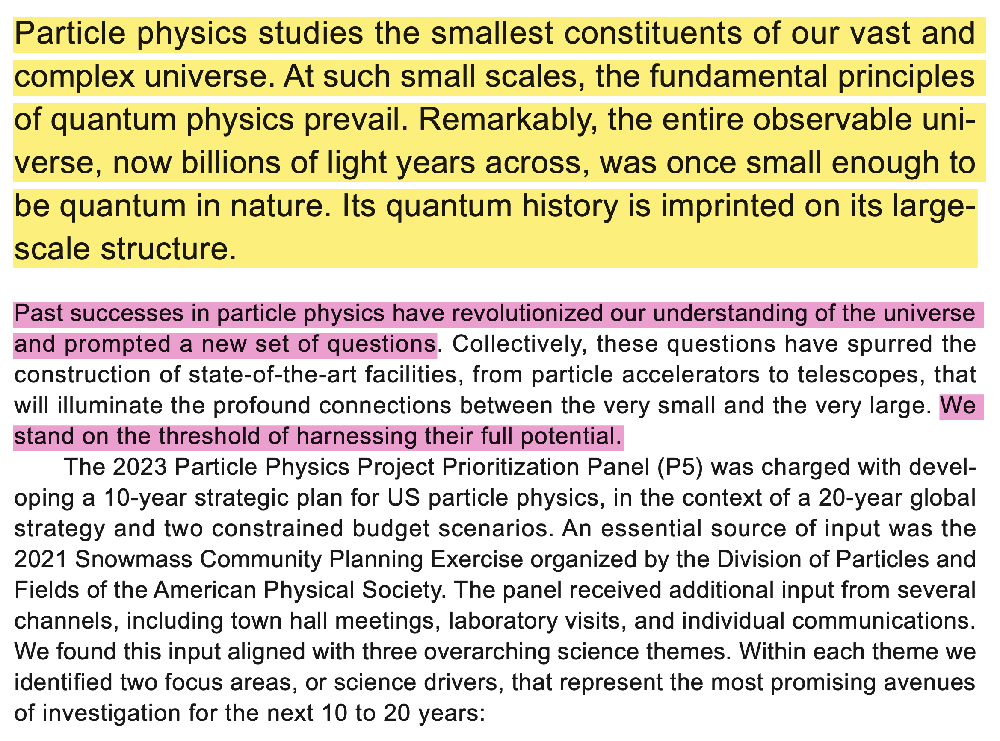 Particle physics studies the smallest constituents of our vast and
complex universe. At such small scales, the fundamental principles
of quantum physics prevail. Remarkably, the entire observable uni-
verse, now billions of light years across, was once small enough to
be quantum in nature. Its quantum history is imprinted on its large-
scale structure.
Past successes in particle physics have revolutionized our understanding of the universe
and prompted a new set of questions. Collectively, these questions have spurred the
construction of state-of-the-art facilities, from particle accelerators to telescopes, that
will illuminate the profound connections between the very small and the very large. We
stand on the threshold of harnessing their full potential.
The 2023 Particle Physics Project Prioritization Panel (P5) was charged with devel-
oping a 10-year strategic plan for US particle physics, in the context of a 20-year global
strategy and two constrained budget scenarios. An essential source of input was the
2021 Snowmass Community Planning Exercise organized by the Division of Particles and
Fields of the American Physical Society. The panel received additional input from several
channels, including town hall meetings, laboratory visits, and individual communications.
We found this input aligned with three overarching science themes. Within each theme we
identified two focus areas, or science drivers, that represent the most promising avenues
of investigation for the next 10 to 20 years: